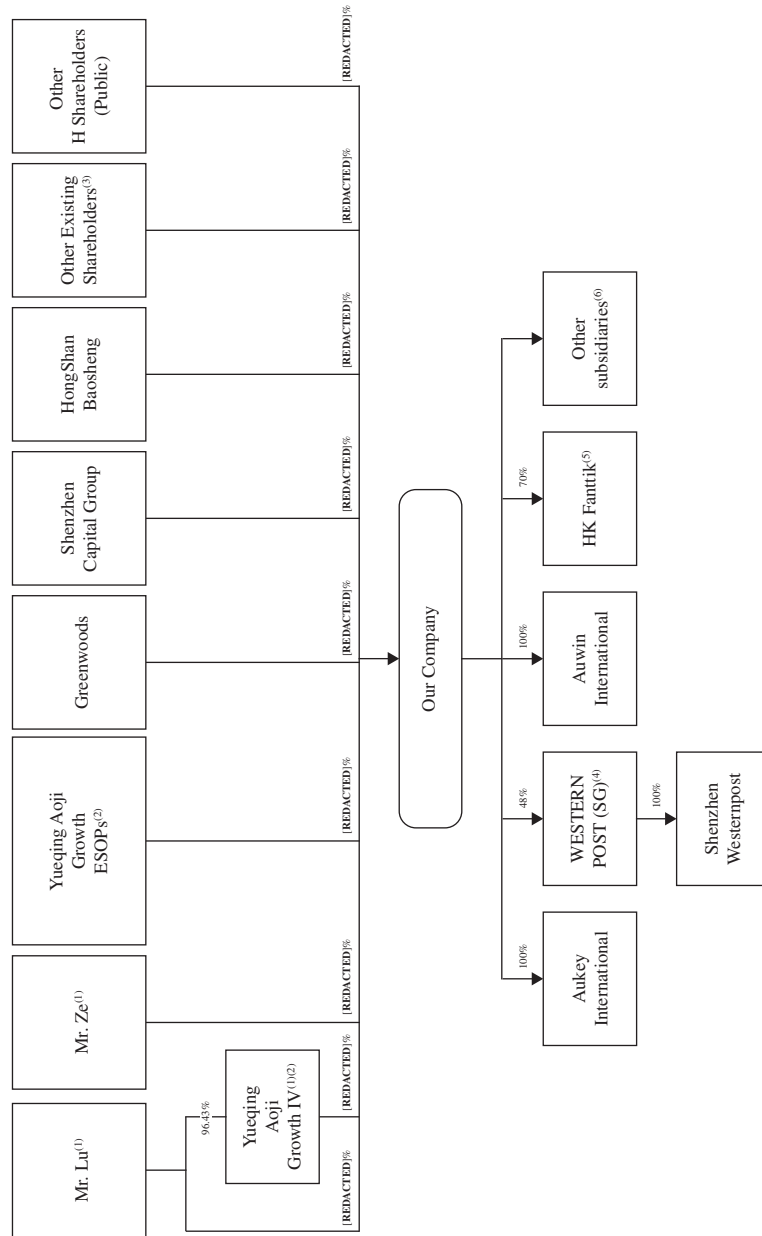 Mr. Lu(1)
Mr. Ze(1)
Yueqing Aoji
Growth
ESOPs(2)
Greenwoods
Shenzhen
Capital Group
HongShan
Baosheng
Other Existing
Shareholders(3)
Other
H Shareholders
(Public)
96.43%
Yueqing
Aoji
Growth IV(1)(2)
[REDACTED]%
[REDACTED]%
[REDACTED]%
[REDACTED]%
[REDACTED]%
[REDACTED]%
[REDACTED]%
[REDACTED]%
[REDACTED]%
Our Company
100%
48%
100%
70%
Aukey
International
WESTERN
POST (SG)(4)
Auwin
International
HK Fanttik(5)
Other
subsidiaries(6)
100%
Shenzhen
Westernpost